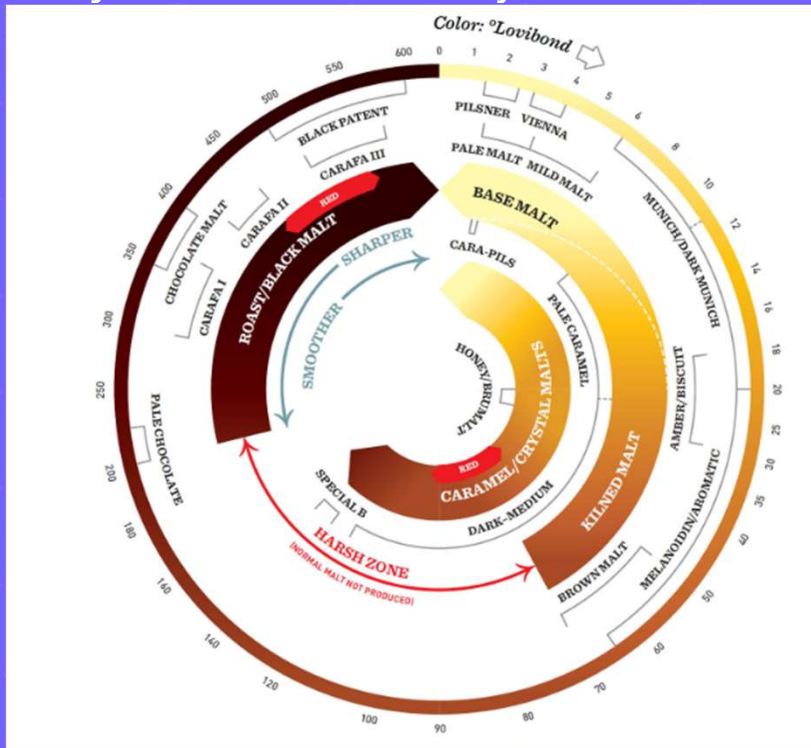 Color: °Lovibond
0
1
2
3
4
5
6
8
10
12
14
16
18
20
25
30
35
40
50
60
70
80
90
100
120
140
160
180
200
250
300
350
400
450
500
550
600
PILSNER
VIENNA
PALE MALT
MILD MALT
BASE MALT
MUNICH/DARK MUNICH
CARA-PILS
PALE CARAMEL
AMBER/BISCUIT
HONEY/BRUMALT
CARAMEL/CRYSTAL MALTS
RED
KILNED MALT
MELANOIDIN/AROMATIC
BROWN MALT
DARK-MEDIUM
SPECIAL B
HARSH ZONE
(NORMAL MALT NOT PRODUCED)
PALE CHOCOLATE
CARAFA I
CHOCOLATE MALT
CARAFA II
CARAFA III
BLACK PATENT
RED
ROAST/BLACK MALT
SHARPER
SMOOTHER